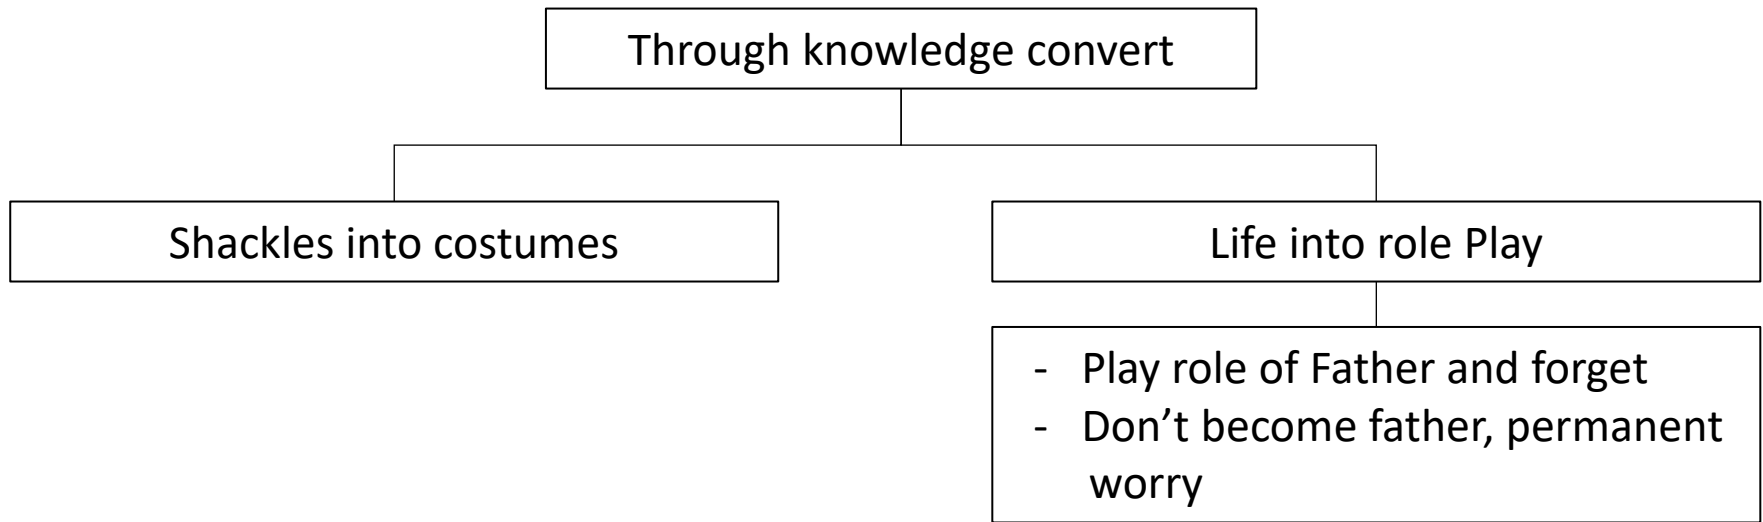 Through knowledge convert
Shackles into costumes
Life into role Play
- Play role of Father and forget
- Don’t become father, permanent
worry